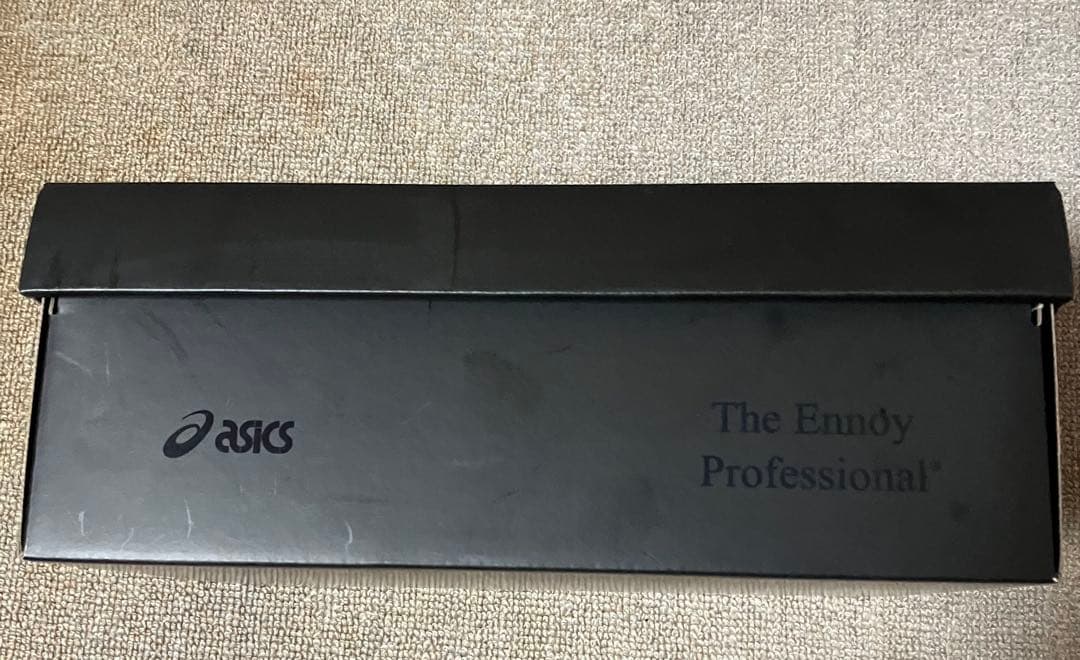 asics
The Ennoy
Professional®